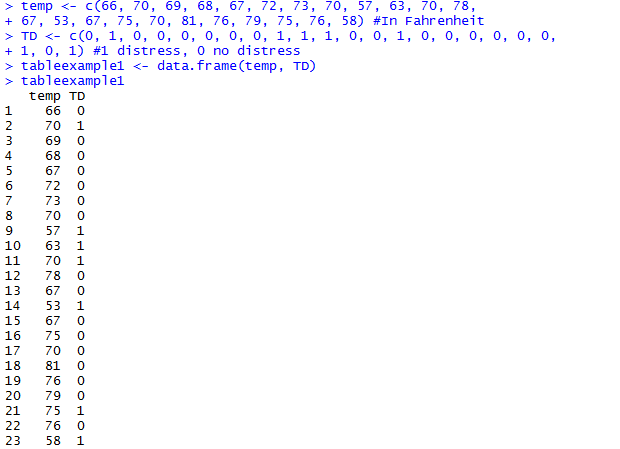 > temp <- c(66, 70, 69, 68, 67, 72, 73, 70, 57, 63, 70, 78,
+ 67, 53, 67, 75, 70, 81, 76, 79, 75, 76, 58) #In Fahrenheit
> TD <- c(0, 1, 0, 0, 0, 0, 0, 0, 1, 1, 1, 0, 0, 1, 0, 0, 0, 0, 0, 0,
+ 1, 0, 1) #1 distress, 0 no distress
> tableexample1 <- data.frame(temp, TD)
> tableexample1
temp TD
1 66 0
2 70 1
3 69 0
4 68 0
5 67 0
6 72 0
7 73 0
8 70 0
9 57 1
10 63 1
11 70 1
12 78 0
13 67 0
14 53 1
15 67 0
16 75 0
17 70 0
18 81 0
19 76 0
20 79 0
21 75 1
22 76 0
23 58 1